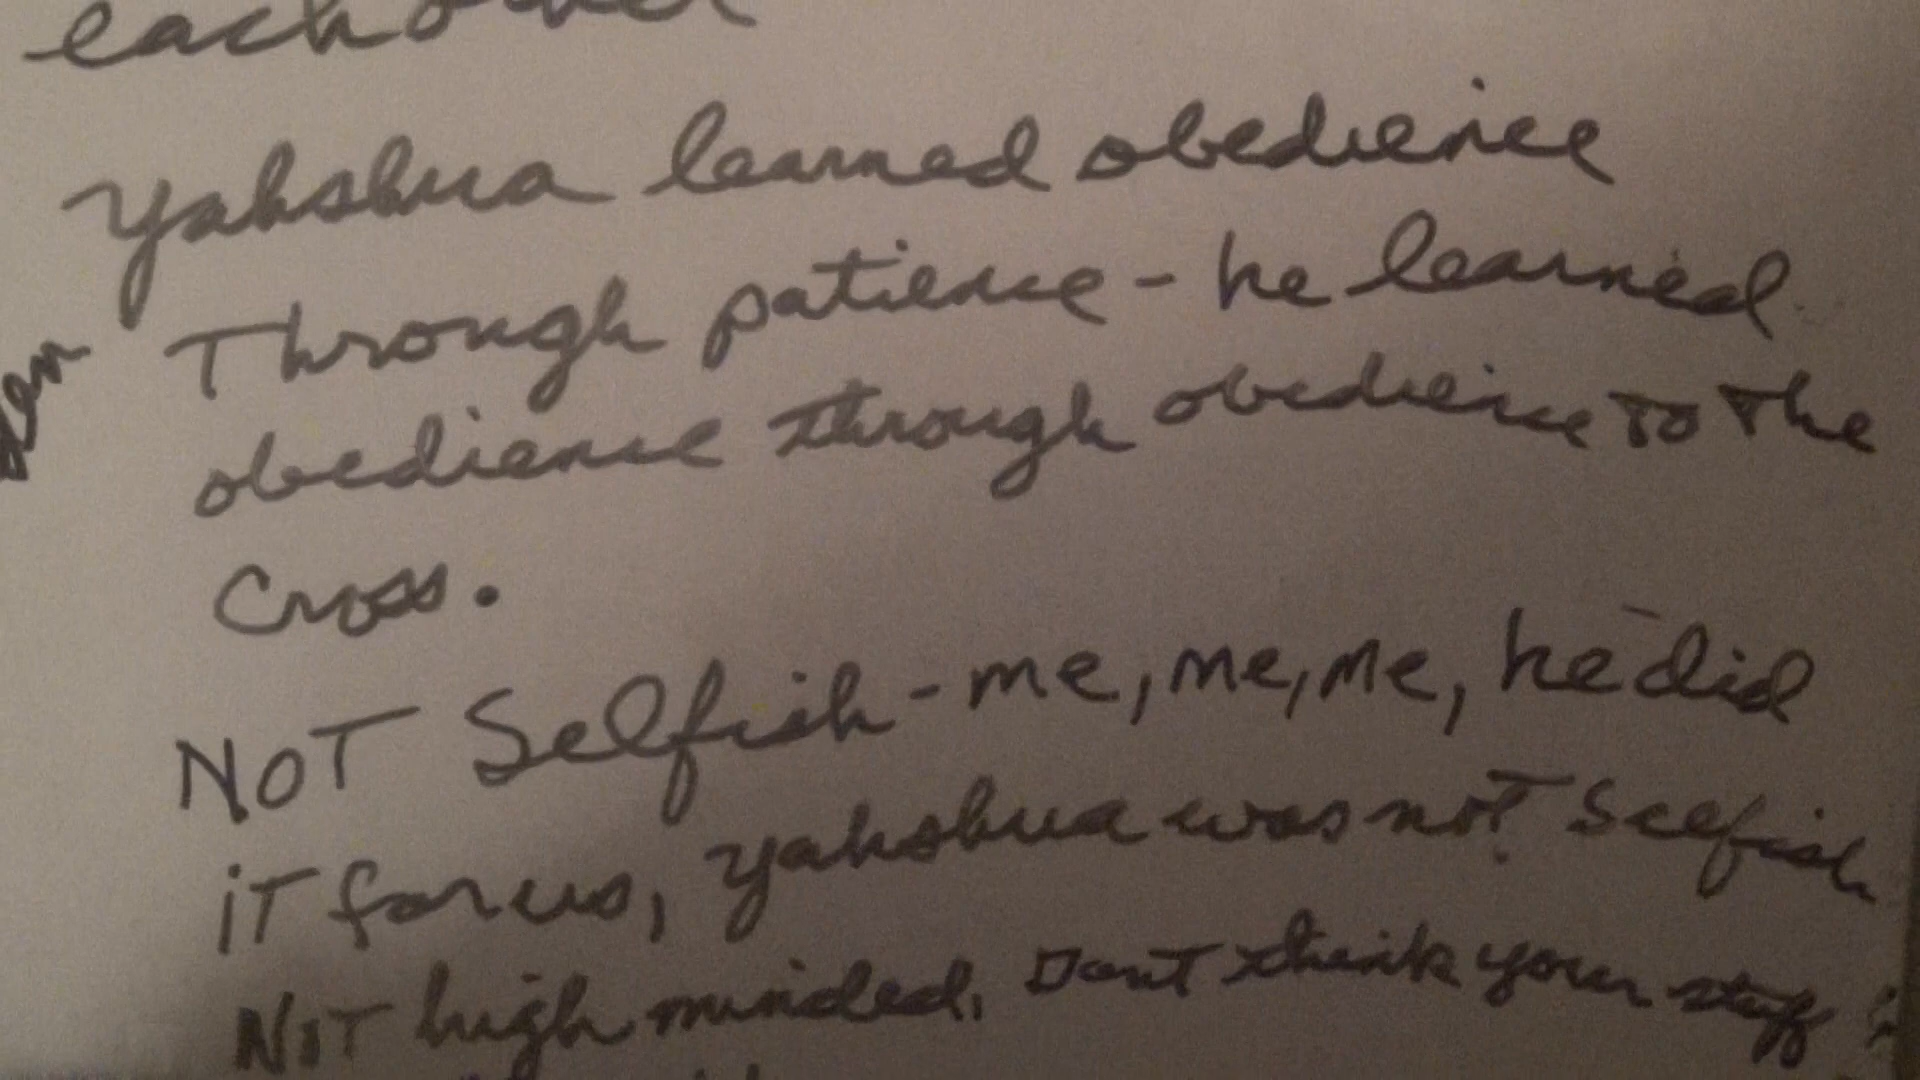 each other
Yahshua learned obedience
Through patience - he learned
obedience through obedience To The
Cross.
NOT Selfish - me, me, me, he did
iT for us, Yahshua was noT Selfish
NOT high minded, Dont think your stuff